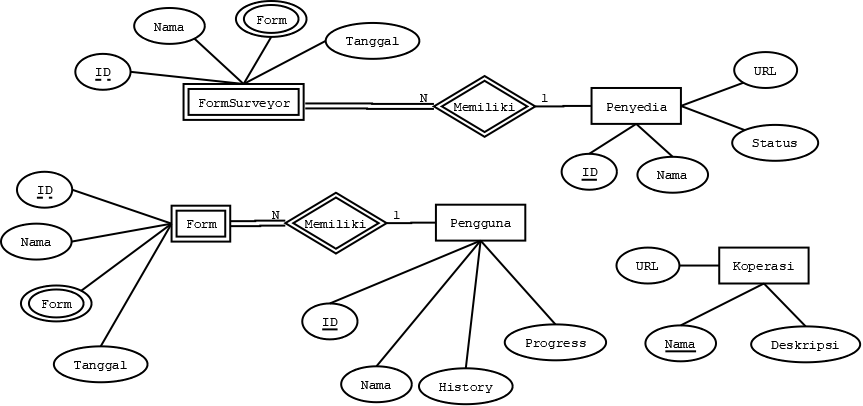 Form
Nama
Tanggal
ID
URL
FormSurveyor
N
Memiliki
1
Penyedia
Status
ID
Nama
ID
Form
N
Memiliki
1
Pengguna
Nama
URL
Koperasi
Form
ID
Progress
Nama
Deskripsi
Tanggal
Nama
History